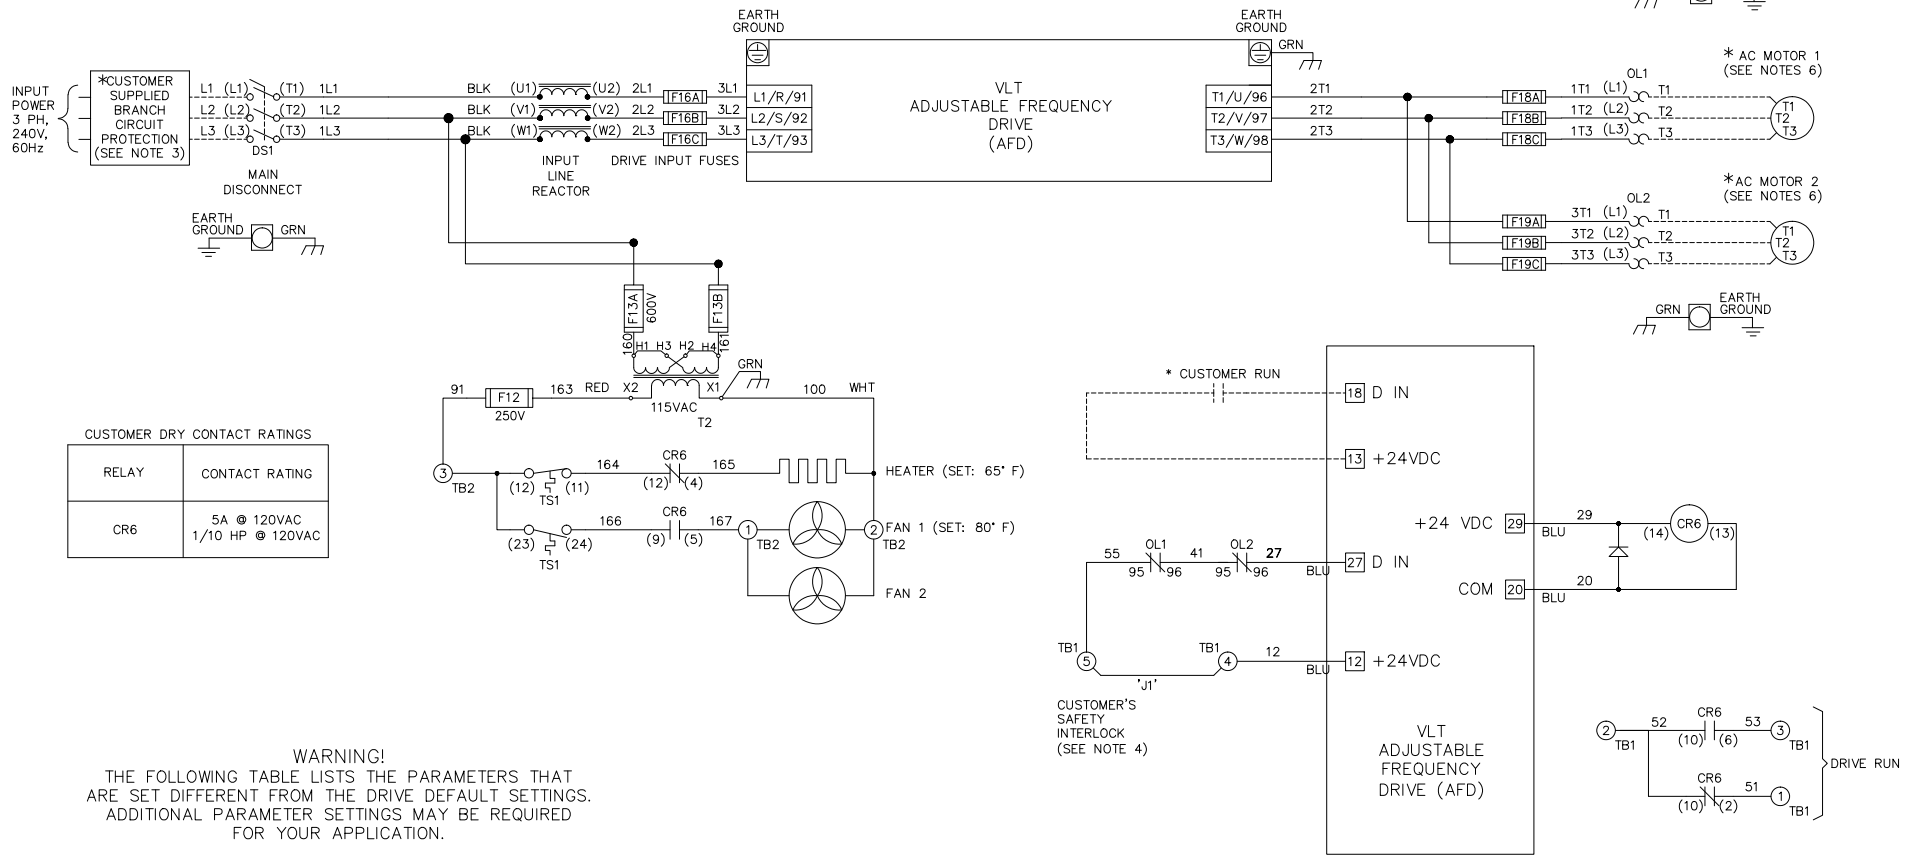 EARTH
GROUND
EARTH
GROUND
GRN
INPUT
POWER
3 PH,
240V,
60Hz
*CUSTOMER
SUPPLIED
BRANCH
CIRCUIT
PROTECTION
(SEE NOTE 3)
L1 (L1) (T1) 1L1
L2 (L2) (T2) 1L2
L3 (L3) (T3) 1L3
DS1
MAIN
DISCONNECT
BLK (U1) (U2) 2L1 F16A 3L1
BLK (V1) (V2) 2L2 F16B 3L2
BLK (W1) (W2) 2L3 F16C 3L3
INPUT
LINE
REACTOR
DRIVE INPUT FUSES
L1/R/91
L2/S/92
L3/T/93
VLT
ADJUSTABLE FREQUENCY
DRIVE
(AFD)
T1/U/96
T2/V/97
T3/W/98
2T1
2T2
2T3
F18A 1T1 (L1) OL1 T1
F18B 1T2 (L2) T2
F18C 1T3 (L3) T3
* AC MOTOR 1
(SEE NOTES 6)
T1
T2
T3
F19A 3T1 (L1) OL2 T1
F19B 3T2 (L2) T2
F19C 3T3 (L3) T3
* AC MOTOR 2
(SEE NOTES 6)
T1
T2
T3
EARTH
GROUND
GRN
GRN
EARTH
GROUND
F13A
600V
F13B
160
161
H1 H3 H2 H4
GRN
91 F12 163 RED X2 X1 100 WHT
250V
115VAC
T2
3
TB2
(12) (11) 164 CR6 165
TS1
(12) (4)
HEATER (SET: 65° F)
(23) (24) 166 CR6 167
TS1
(9) (5)
1
TB2
2
TB2
FAN 1 (SET: 80° F)
FAN 2
CUSTOMER DRY CONTACT RATINGS
RELAY CONTACT RATING
CR6
5A @ 120VAC
1/10 HP @ 120VAC
* CUSTOMER RUN
18 D IN
13 +24VDC
55 OL1 41 OL2 27
95 96 95 96 BLU
27 D IN
TB1
5
TB1
4
12
BLU
12 +24VDC
'J1'
CUSTOMER'S
SAFETY
INTERLOCK
(SEE NOTE 4)
+24 VDC 29
29
BLU
COM 20
20
BLU
CR6
(14) (13)
VLT
ADJUSTABLE
FREQUENCY
DRIVE (AFD)
2
TB1
52 CR6 53
(10) (6)
3
TB1
CR6 51
(10) (2)
1
TB1
DRIVE RUN
WARNING!
THE FOLLOWING TABLE LISTS THE PARAMETERS THAT
ARE SET DIFFERENT FROM THE DRIVE DEFAULT SETTINGS.
ADDITIONAL PARAMETER SETTINGS MAY BE REQUIRED
FOR YOUR APPLICATION.